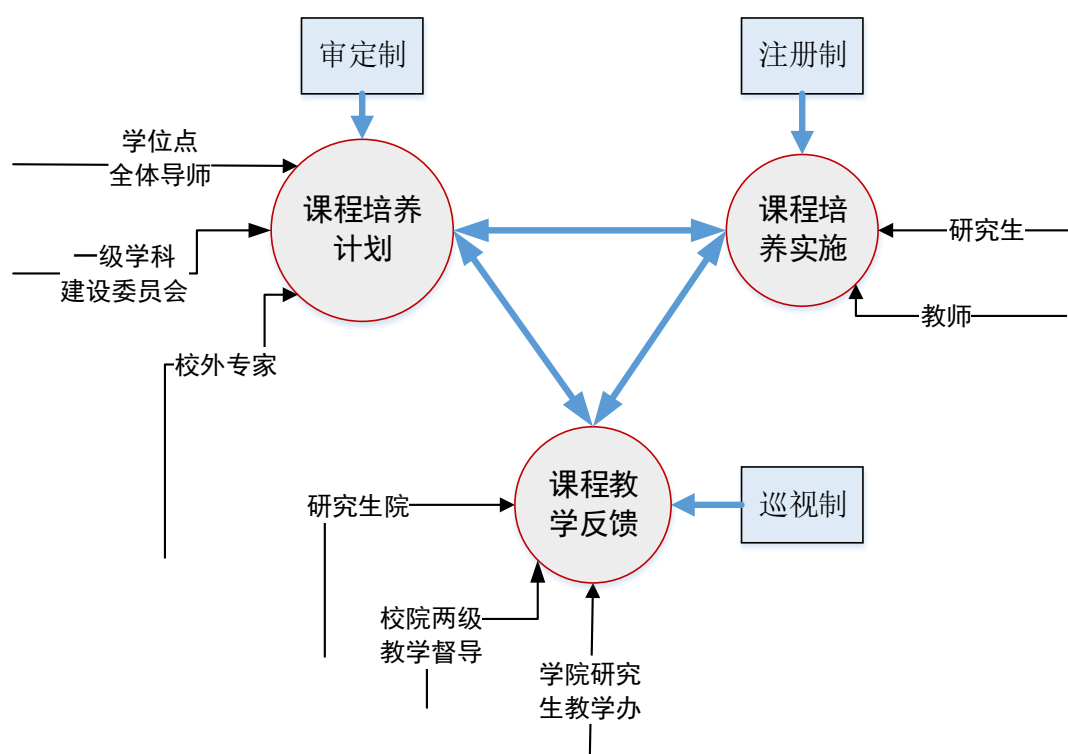 审定制
注册制
学位点
全体导师
课程培养
计划
课程培
养实施
研究生
一级学科
建设委员会
教师
校外专家
课程教
学反馈
研究生院
巡视制
校院两级
教学督导
学院研究
生教学办